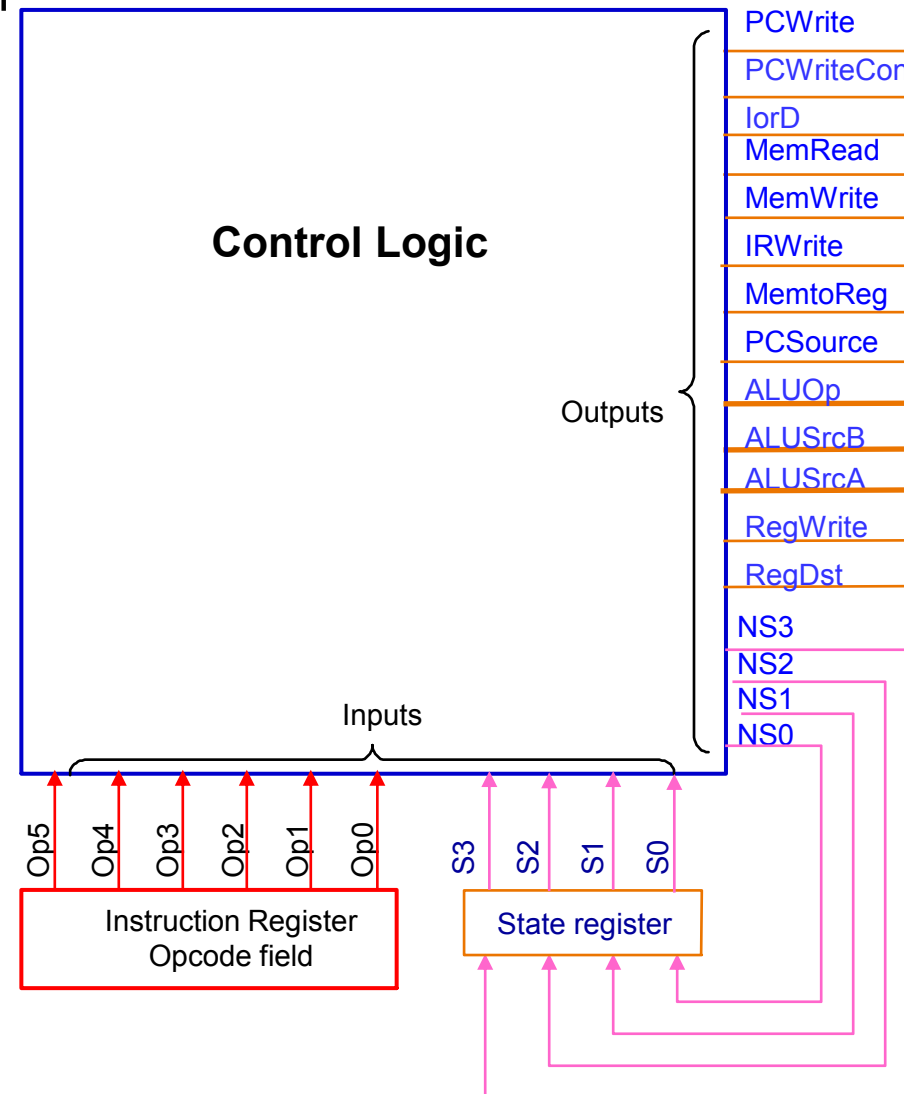 PCWrite
PCWriteCon
IorD
MemRead
MemWrite
Control Logic
IRWrite
MemtoReg
PCSource
ALUOp
Outputs
ALUSrcB
ALUSrcA
RegWrite
RegDst
NS3
NS2
NS1
Inputs
NS0
Op5
Op4
Op3
Op2
Op1
Op0
S3
S2
S1
S0
Instruction Register
Opcode field
State register